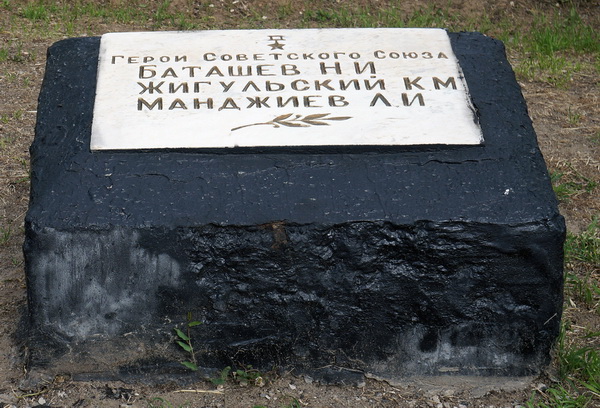 Герои Советского Союза
БАТАШЕВ Н.И
ЖИГУЛЬСКИЙ К М
МАНДЖИЕВ Л.И